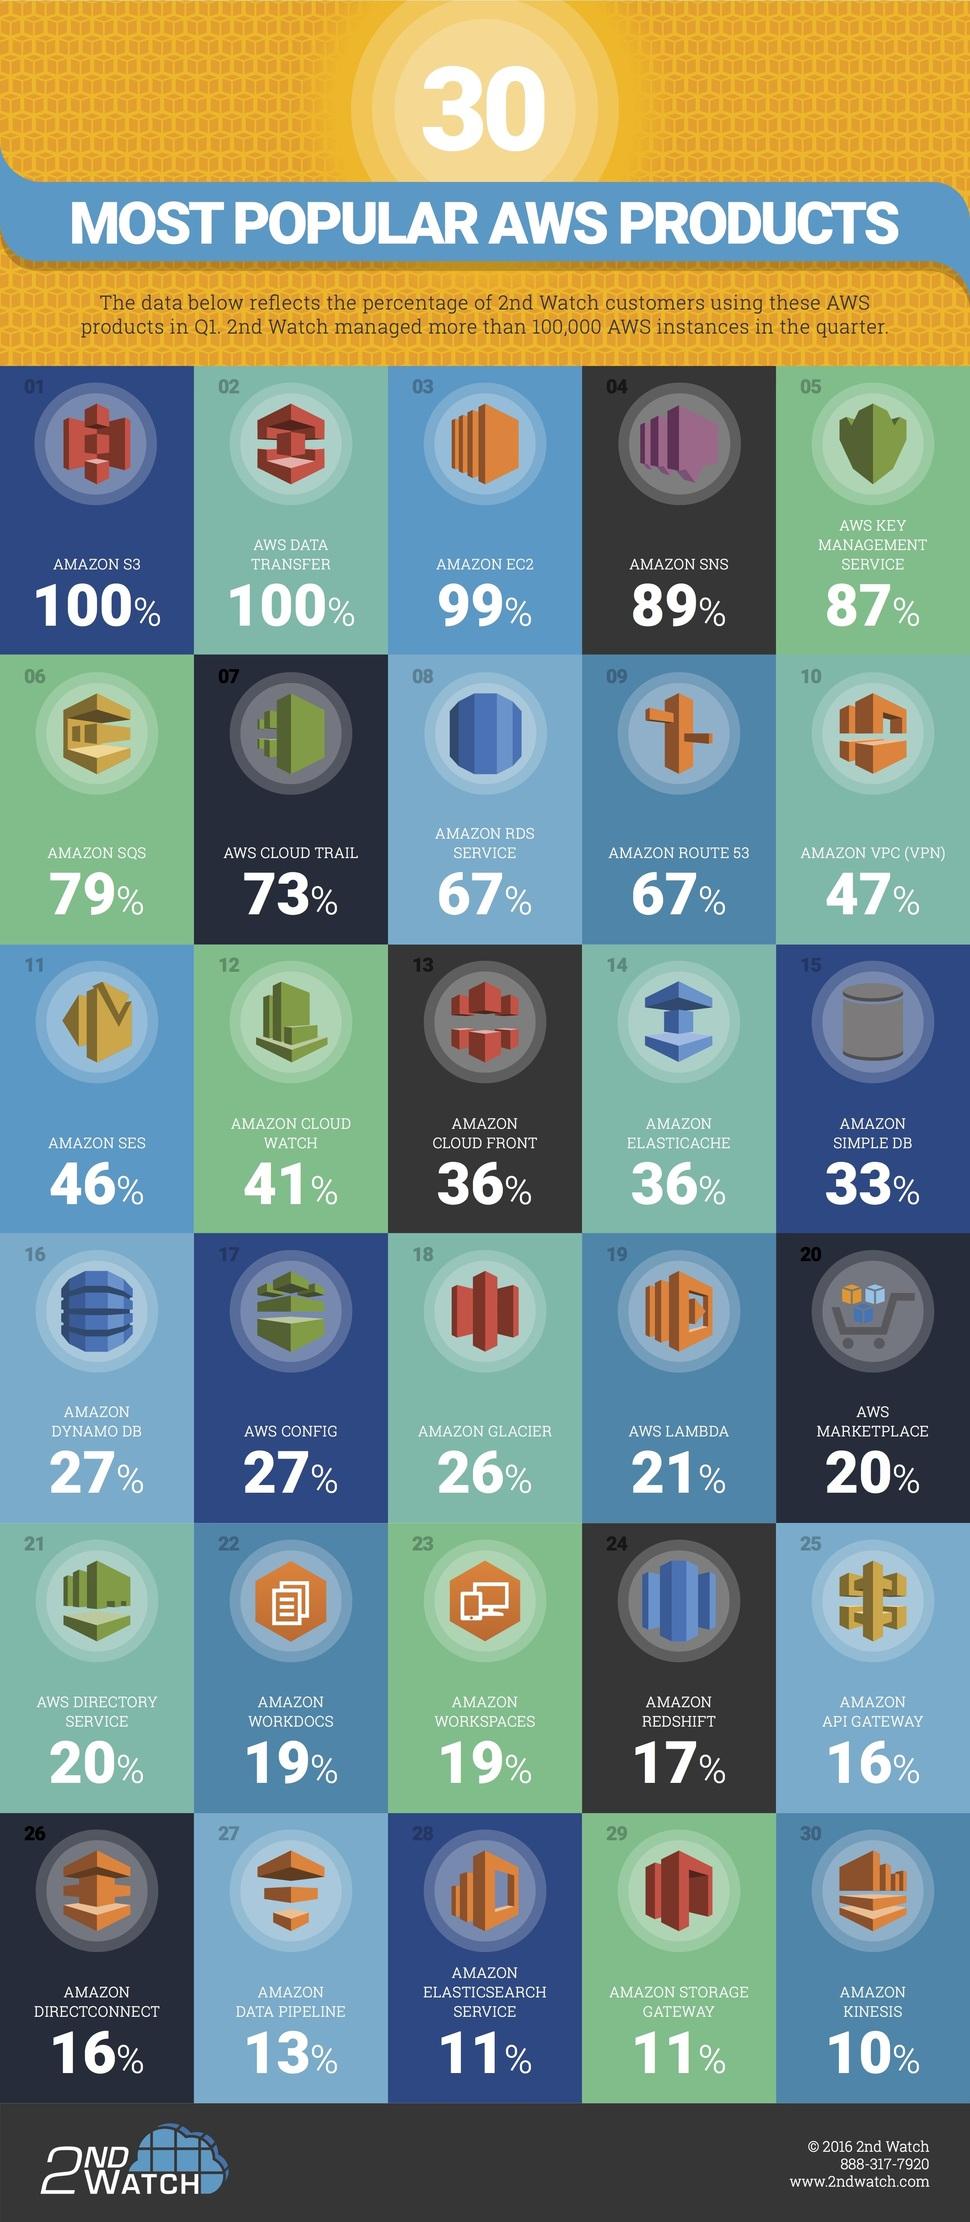 30
MOST POPULAR AWS PRODUCTS
The data below reflects the percentage of 2nd Watch customers using these AWS
products in Q1. 2nd Watch managed more than 100,000 AWS instances in the quarter.
01
AMAZON S3
100%
02
AWS DATA
TRANSFER
100%
03
AMAZON EC2
99%
04
AMAZON SNS
89%
05
AWS KEY
MANAGEMENT
SERVICE
87%
06
AMAZON SQS
79%
07
AWS CLOUD TRAIL
73%
08
AMAZON RDS
SERVICE
67%
09
AMAZON ROUTE 53
67%
10
AMAZON VPC (VPN)
47%
11
AMAZON SES
46%
12
AMAZON CLOUD
WATCH
41%
13
AMAZON
CLOUD FRONT
36%
14
AMAZON
ELASTICACHE
36%
15
AMAZON
SIMPLE DB
33%
16
AMAZON
DYNAMO DB
27%
17
AWS CONFIG
27%
18
AMAZON GLACIER
26%
19
AWS LAMBDA
21%
20
AWS
MARKETPLACE
20%
21
AWS DIRECTORY
SERVICE
20%
22
AMAZON
WORKDOCS
19%
23
AMAZON
WORKSPACES
19%
24
AMAZON
REDSHIFT
17%
25
AMAZON
API GATEWAY
16%
26
AMAZON
DIRECTCONNECT
16%
27
AMAZON
DATA PIPELINE
13%
28
AMAZON
ELASTICSEARCH
SERVICE
11%
29
AMAZON STORAGE
GATEWAY
11%
30
AMAZON
KINESIS
10%
2ND
WATCH
© 2016 2nd Watch
888-317-7920
www.2ndwatch.com